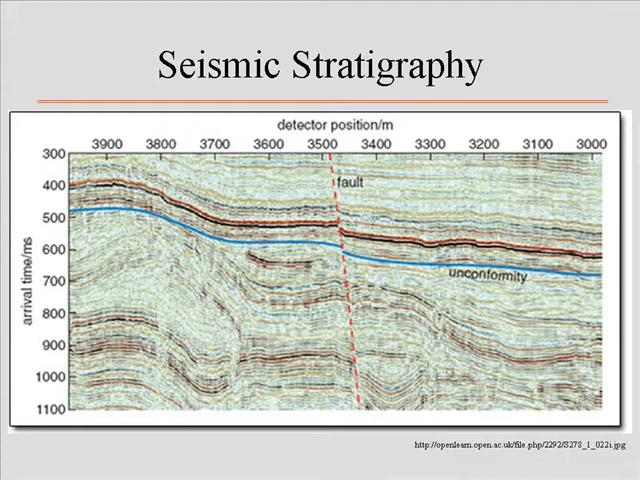 Seismic Stratigraphy
detector position/m
3900 3800 3700 3600 3500 3400 3300 3200 3100 3000
300
fault
400
500
600
unconformity
700
arrival time/ms
800
900
1000
1100
http://openlearn.open.ac.uk/file.php/2292/S278_1_022i.jpg